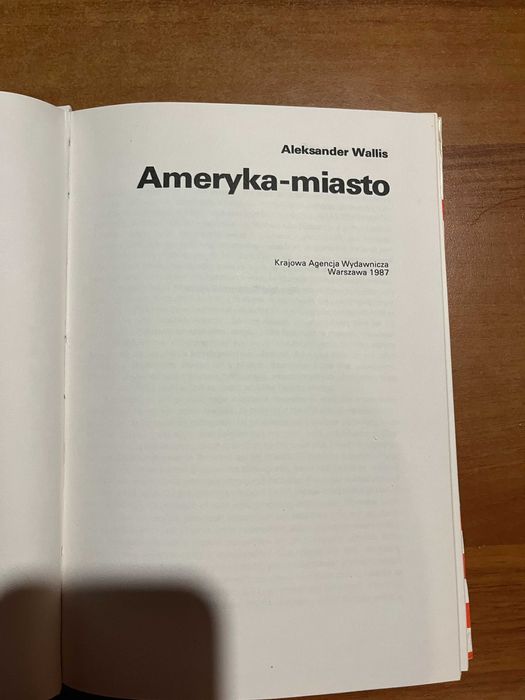 Aleksander Wallis
Ameryka-miasto
Krajowa Agencja Wydawnicza
Warszawa 1987